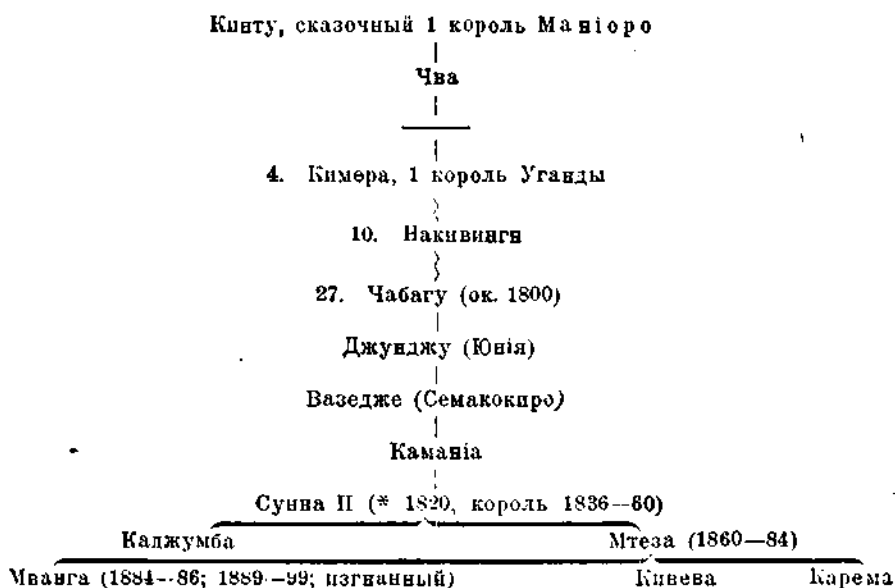 Кинту, сказочный 1 король Маніоро
Чва
4. Кимера, 1 король Уганды
10. Накивинги
27. Чабагу (ок. 1800)
Джунджу (Юнія)
Вазедже (Семакокиро)
Каманіа
Сунна II (* 1820, король 1836—60)
Каджумба Мтеза (1860—84)
Мванга (1884—86; 1889—99; изгнанный) Кивева Карема